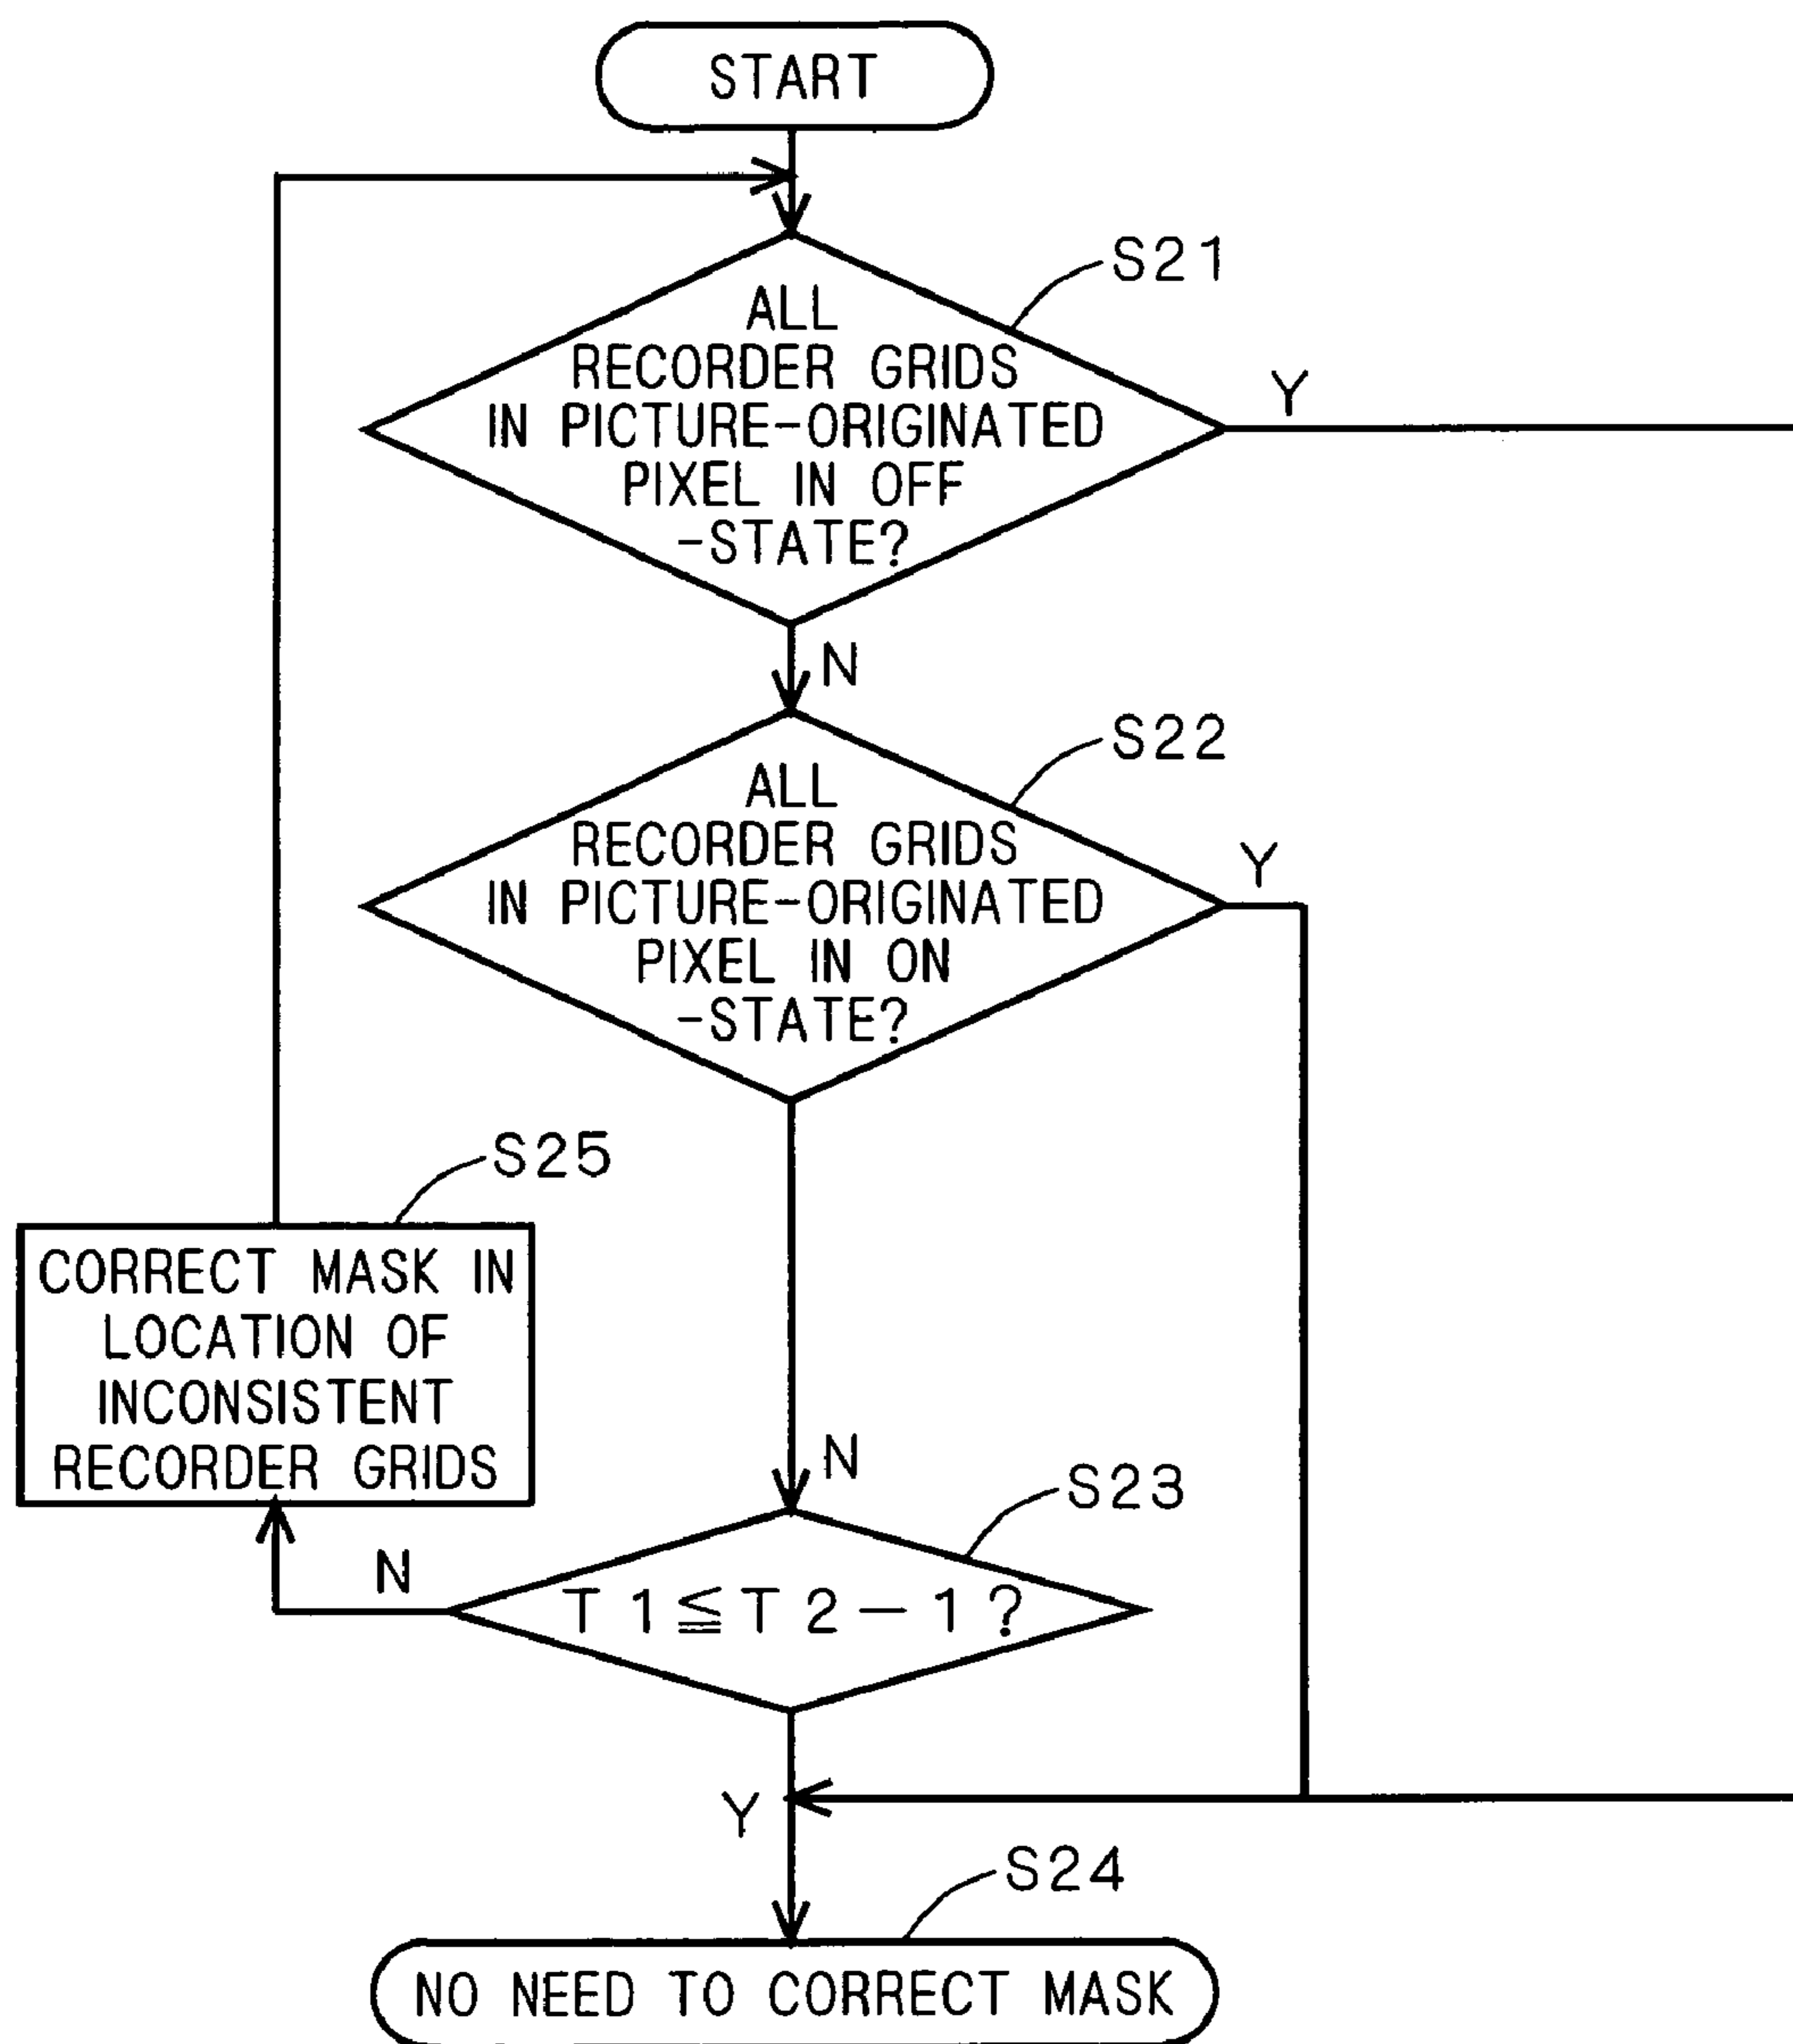 START
S21
ALL
RECORDER GRIDS
IN PICTURE-ORIGINATED
PIXEL IN OFF
-STATE?
Y
N
S22
ALL
RECORDER GRIDS
IN PICTURE-ORIGINATED
PIXEL IN ON
-STATE?
Y
S25
CORRECT MASK IN
LOCATION OF
INCONSISTENT
RECORDER GRIDS
N
S23
N
T1≦T2-1?
Y
S24
NO NEED TO CORRECT MASK